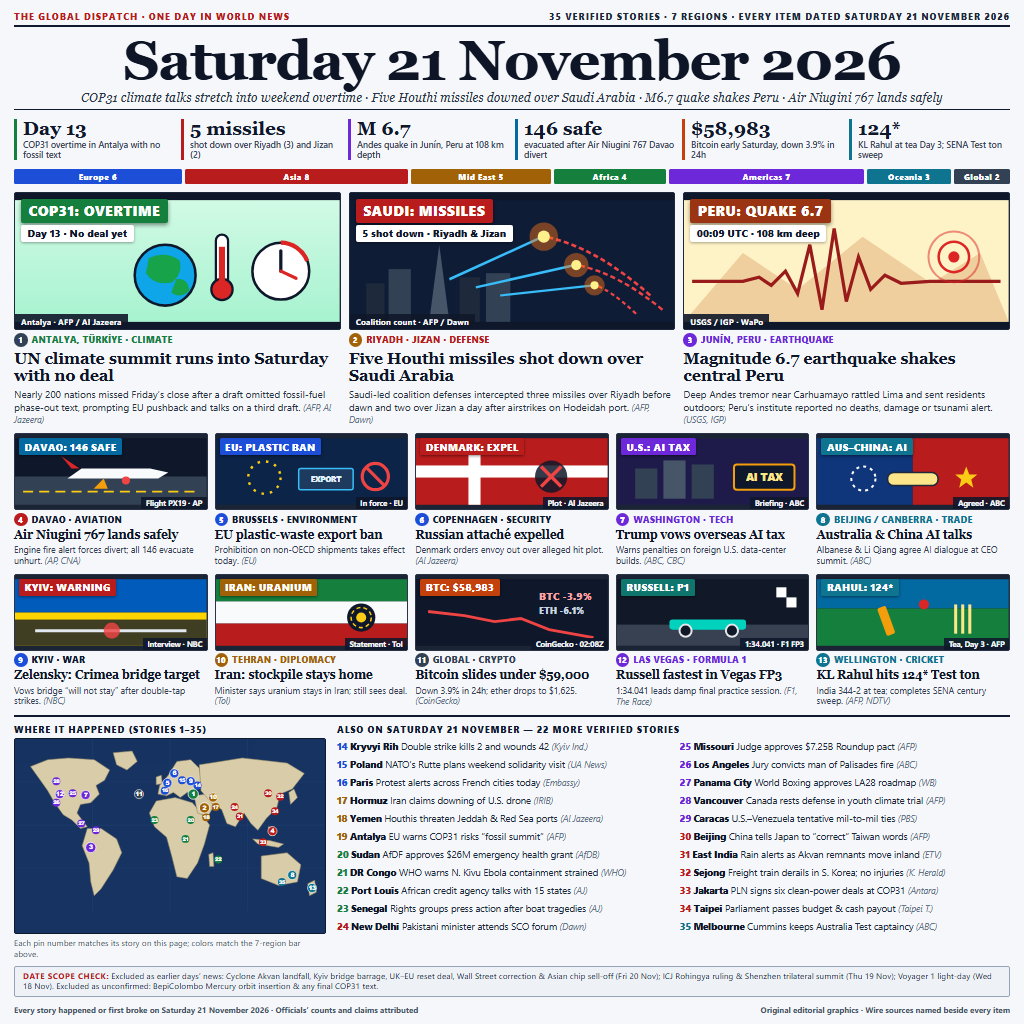 THE GLOBAL DISPATCH · ONE DAY IN WORLD NEWS
35 VERIFIED STORIES · 7 REGIONS · EVERY ITEM DATED SATURDAY 21 NOVEMBER 2026
Saturday 21 November 2026
COP31 climate talks stretch into weekend overtime · Five Houthi missiles downed over Saudi Arabia · M6.7 quake shakes Peru · Air Niugini 767 lands safely
Day 13
COP31 overtime in Antalya with no
fossil text
5 missiles
shot down over Riyadh (3) and Jizan
(2)
M 6.7
Andes quake in Junín, Peru at 108 km
depth
146 safe
evacuated after Air Niugini 767 Davao
divert
$58,983
Bitcoin early Saturday, down 3.9% in
24h
124*
KL Rahul at tea Day 3; SENA Test ton
sweep
Europe 6
Asia 8
Mid East 5
Africa 4
Americas 7
Oceania 3
Global 2
COP31: OVERTIME
Day 13 · No deal yet
Antalya · AFP / Al Jazeera
SAUDI: MISSILES
5 shot down · Riyadh & Jizan
Coalition count · AFP / Dawn
PERU: QUAKE 6.7
00:09 UTC · 108 km deep
USGS / IGP · WaPo
1 ANTALYA, TÜRKİYE · CLIMATE
UN climate summit runs into Saturday
with no deal
Nearly 200 nations missed Friday's close after a draft omitted fossil-fuel
phase-out text, prompting EU pushback and talks on a third draft. (AFP, Al
Jazeera)
2 RIYADH · JIZAN · DEFENSE
Five Houthi missiles shot down over
Saudi Arabia
Saudi-led coalition defenses intercepted three missiles over Riyadh before
dawn and two over Jizan a day after airstrikes on Hodeidah port. (AFP,
Dawn)
3 JUNÍN, PERU · EARTHQUAKE
Magnitude 6.7 earthquake shakes
central Peru
Deep Andes tremor near Carhuamayo rattled Lima and sent residents
outdoors; Peru's institute reported no deaths, damage or tsunami alert.
(USGS, IGP)
DAVAO: 146 SAFE
Flight PX19 · AP
EU: PLASTIC BAN
EXPORT
In force · EU
DENMARK: EXPEL
Plot · Al Jazeera
U.S.: AI TAX
AI TAX
Briefing · ABC
AUS–CHINA: AI
Agreed · ABC
4 DAVAO · AVIATION
Air Niugini 767 lands safely
Engine fire alert forces divert; all 146 evacuate
unhurt. (AP, CNA)
5 BRUSSELS · ENVIRONMENT
EU plastic-waste export ban
Prohibition on non-OECD shipments takes effect
today. (EU)
6 COPENHAGEN · SECURITY
Russian attaché expelled
Denmark orders envoy out over alleged hit plot.
(Al Jazeera)
7 WASHINGTON · TECH
Trump vows overseas AI tax
Warns penalties on foreign U.S. data-center
builds. (ABC, CBC)
8 BEIJING / CANBERRA · TRADE
Australia & China AI talks
Albanese & Li Qiang agree AI dialogue at CEO
summit. (ABC)
KYIV: WARNING
Interview · NBC
IRAN: URANIUM
Statement · ToI
BTC: $58,983
BTC -3.9%
ETH -6.1%
CoinGecko · 02:08Z
RUSSELL: P1
1:34.041 · F1 FP3
RAHUL: 124*
Tea, Day 3 · AFP
9 KYIV · WAR
Zelensky: Crimea bridge target
Vows bridge “will not stay” after double-tap
strikes. (NBC)
10 TEHRAN · DIPLOMACY
Iran: stockpile stays home
Minister says uranium stays in Iran; still sees deal.
(ToI)
11 GLOBAL · CRYPTO
Bitcoin slides under $59,000
Down 3.9% in 24h; ether drops to $1,625.
(CoinGecko)
12 LAS VEGAS · FORMULA 1
Russell fastest in Vegas FP3
1:34.041 leads damp final practice session. (F1,
The Race)
13 WELLINGTON · CRICKET
KL Rahul hits 124* Test ton
India 344-2 at tea; completes SENA century
sweep. (AFP, NDTV)
WHERE IT HAPPENED (STORIES 1–35)
Each pin number matches its story on this page; colors match the 7-region bar
above.
ALSO ON SATURDAY 21 NOVEMBER — 22 MORE VERIFIED STORIES
14 Kryvyi Rih Double strike kills 2 and wounds 42 (Kyiv Ind.)
15 Poland NATO's Rutte plans weekend solidarity visit (UA News)
16 Paris Protest alerts across French cities today (Embassy)
17 Hormuz Iran claims downing of U.S. drone (IRIB)
18 Yemen Houthis threaten Jeddah & Red Sea ports (Al Jazeera)
19 Antalya EU warns COP31 risks “fossil summit” (AFP)
20 Sudan AfDF approves $26M emergency health grant (AfDB)
21 DR Congo WHO warns N. Kivu Ebola containment strained (WHO)
22 Port Louis African credit agency talks with 15 states (AJ)
23 Senegal Rights groups press action after boat tragedies (AJ)
24 New Delhi Pakistani minister attends SCO forum (Dawn)
25 Missouri Judge approves $7.25B Roundup pact (AFP)
26 Los Angeles Jury convicts man of Palisades fire (ABC)
27 Panama City World Boxing approves LA28 roadmap (WB)
28 Vancouver Canada rests defense in youth climate trial (AFP)
29 Caracas U.S.–Venezuela tentative mil-to-mil ties (PBS)
30 Beijing China tells Japan to “correct” Taiwan words (AFP)
31 East India Rain alerts as Akvan remnants move inland (ETV)
32 Sejong Freight train derails in S. Korea; no injuries (K. Herald)
33 Jakarta PLN signs six clean-power deals at COP31 (Antara)
34 Taipei Parliament passes budget & cash payout (Taipei T.)
35 Melbourne Cummins keeps Australia Test captaincy (ABC)
DATE SCOPE CHECK: Excluded as earlier days' news: Cyclone Akvan landfall, Kyiv bridge barrage, UK–EU reset deal, Wall Street correction & Asian chip sell-off (Fri 20 Nov); ICJ Rohingya ruling & Shenzhen trilateral summit (Thu 19 Nov); Voyager 1 light-day (Wed
18 Nov). Excluded as unconfirmed: BepiColombo Mercury orbit insertion & any final COP31 text.
Every story happened or first broke on Saturday 21 November 2026 · Officials' counts and claims attributed
Original editorial graphics · Wire sources named beside every item